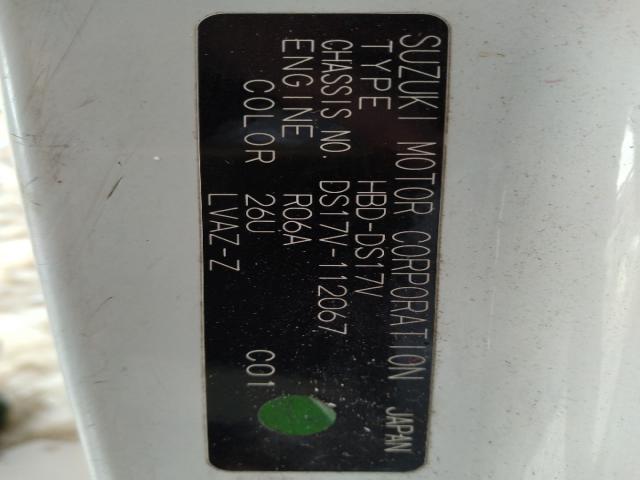 SUZUKI MOTOR CORPORATION JAPAN
TYPE HBD-DS17V
CHASSIS NO. DS17V-112067
ENGINE R06A
COLOR 26U C01
LVAZ-Z